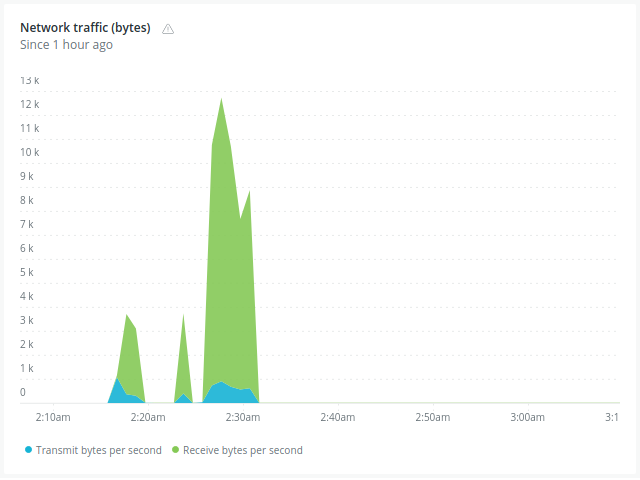 Network traffic (bytes)
Since 1 hour ago
13 k
12 k
11 k
10 k
9 k
8 k
7 k
6 k
5 k
4 k
3 k
2 k
1 k
0
2:10am 2:20am 2:30am 2:40am 2:50am 3:00am 3:1
Transmit bytes per second Receive bytes per second